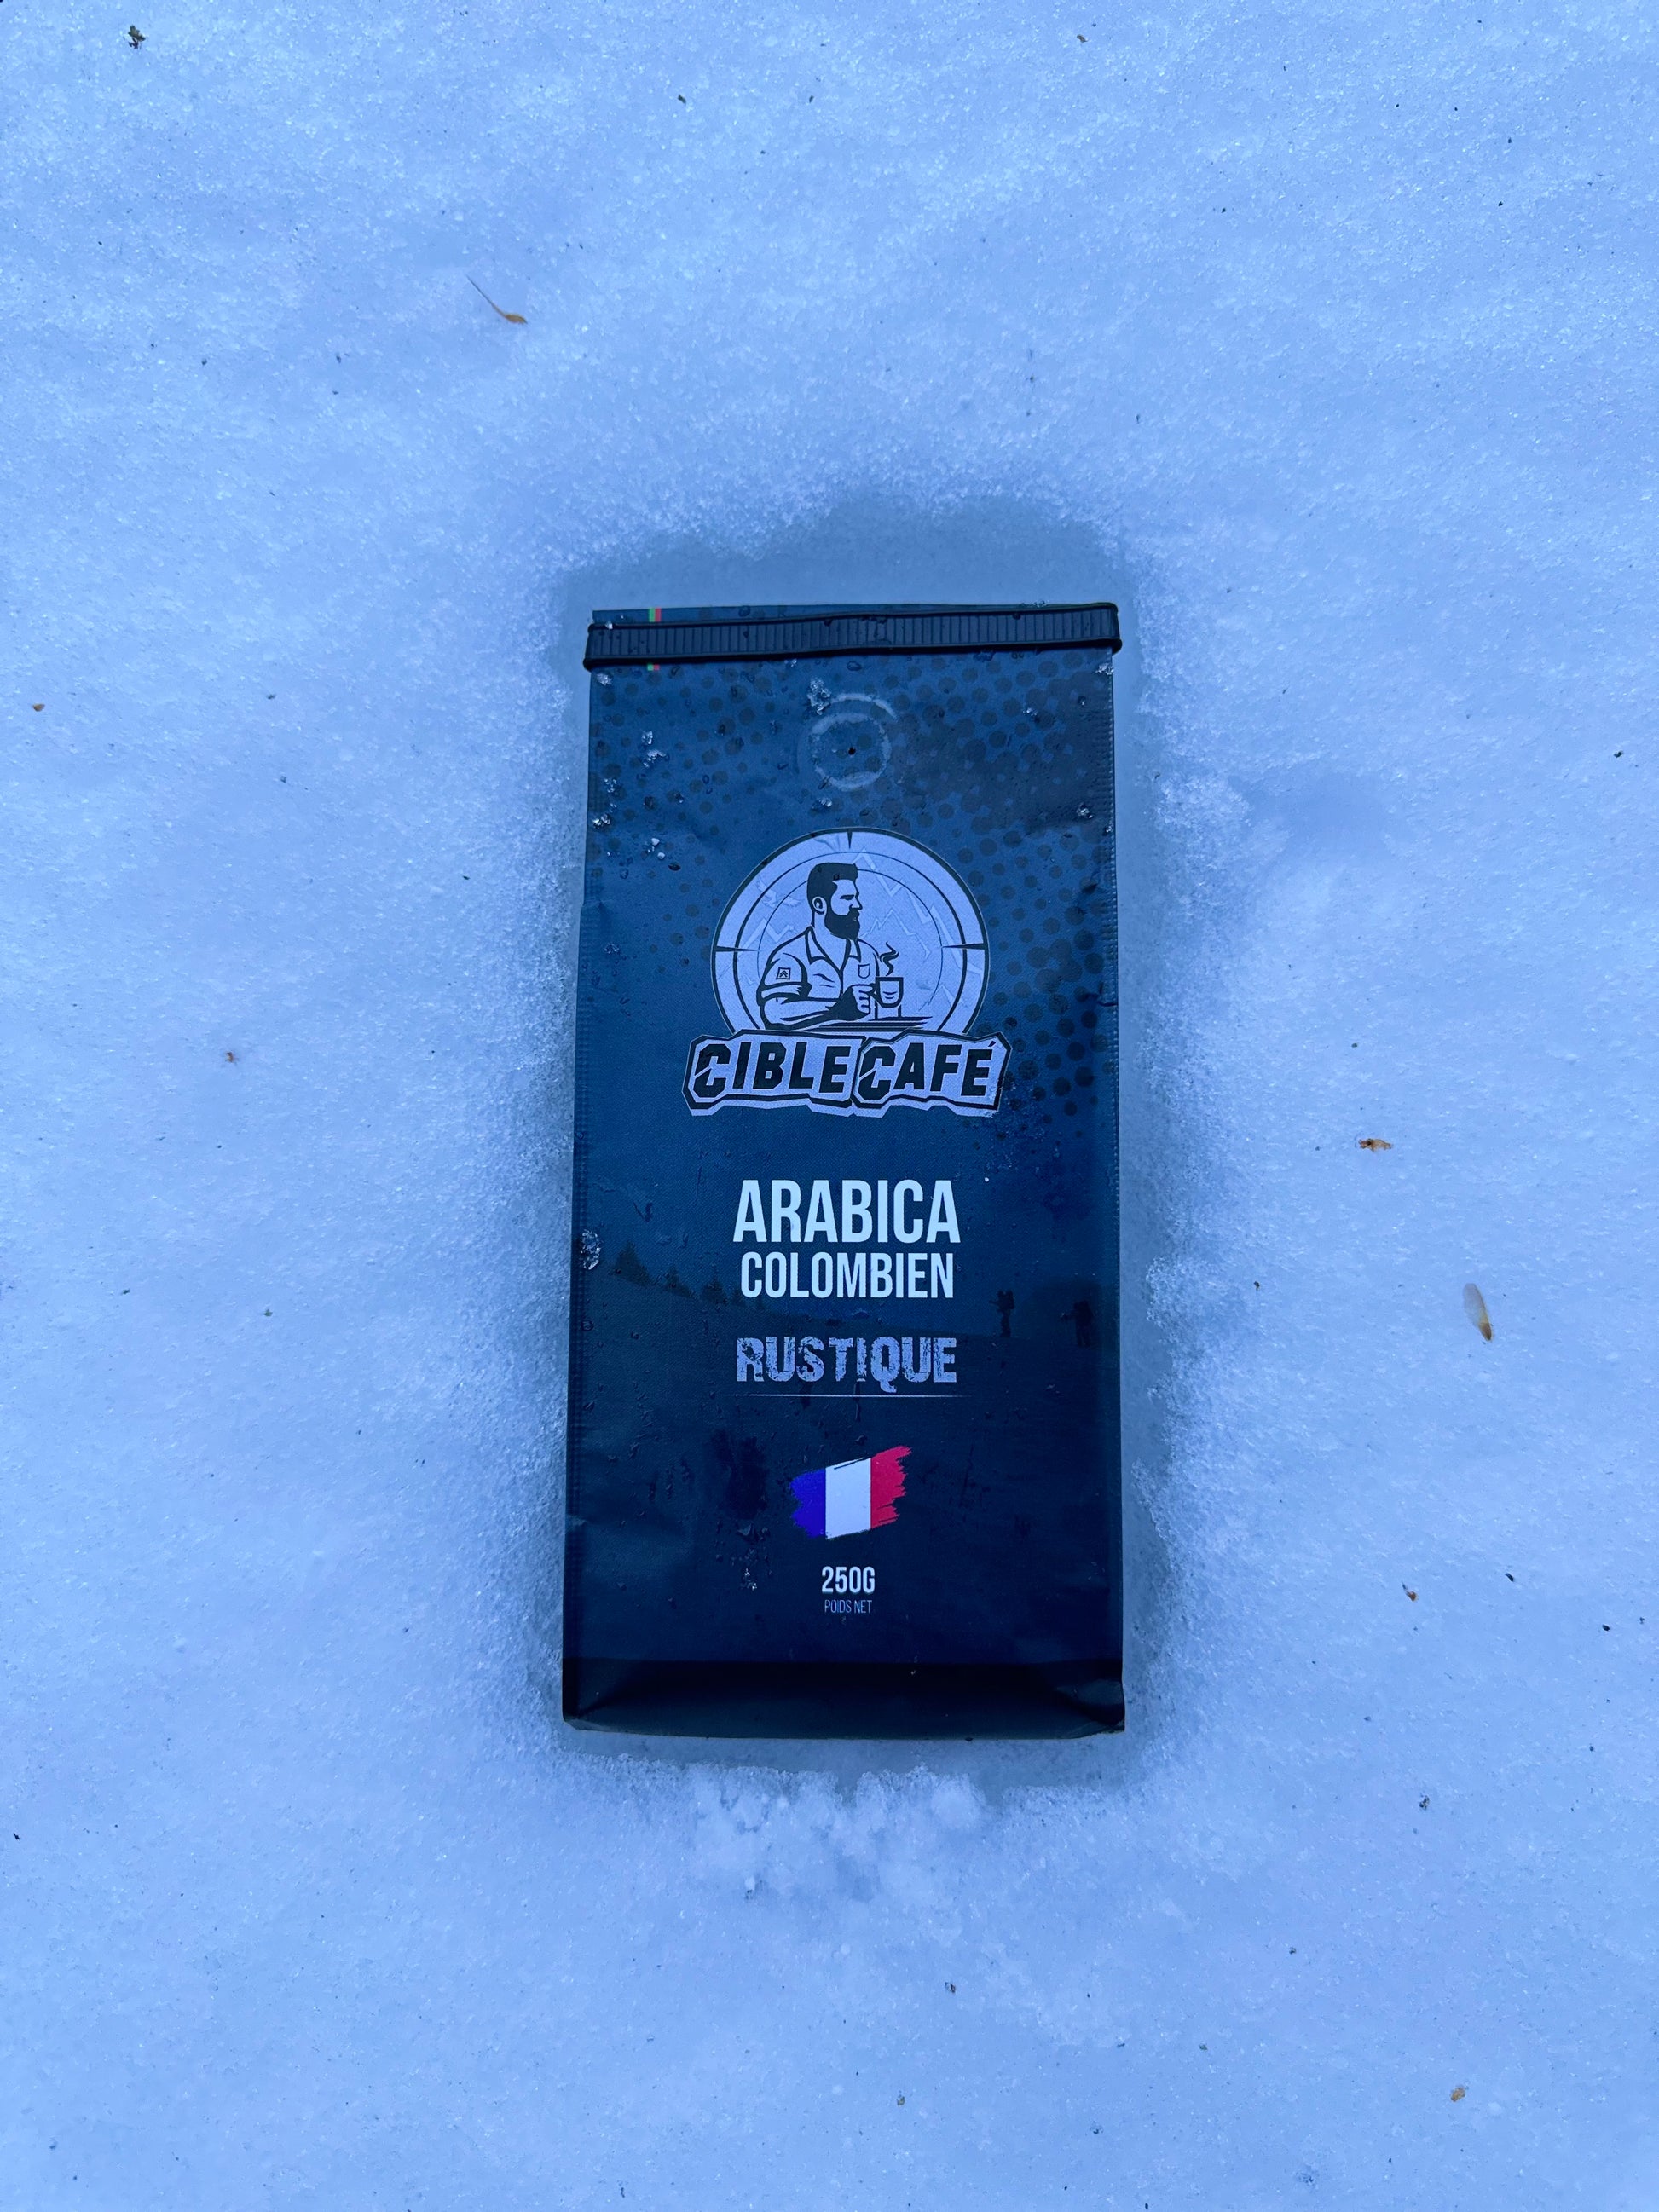 CIBLE CAFÉ
ARABICA
COLOMBIEN
RUSTIQUE
250G
POIDS NET